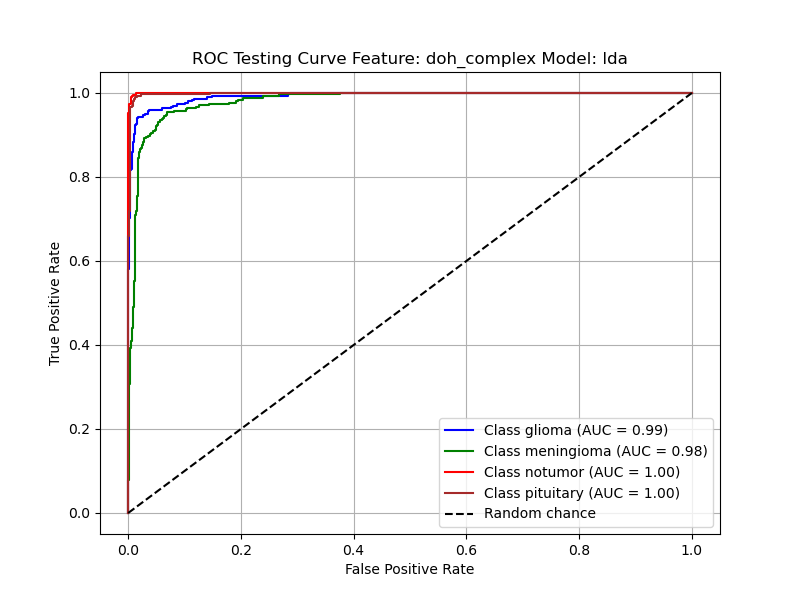 ROC Testing Curve Feature: doh_complex Model: lda
True Positive Rate
1.0
0.8
0.6
0.4
0.2
0.0
0.0 0.2 0.4 0.6 0.8 1.0
False Positive Rate
Class glioma (AUC = 0.99)
Class meningioma (AUC = 0.98)
Class notumor (AUC = 1.00)
Class pituitary (AUC = 1.00)
Random chance